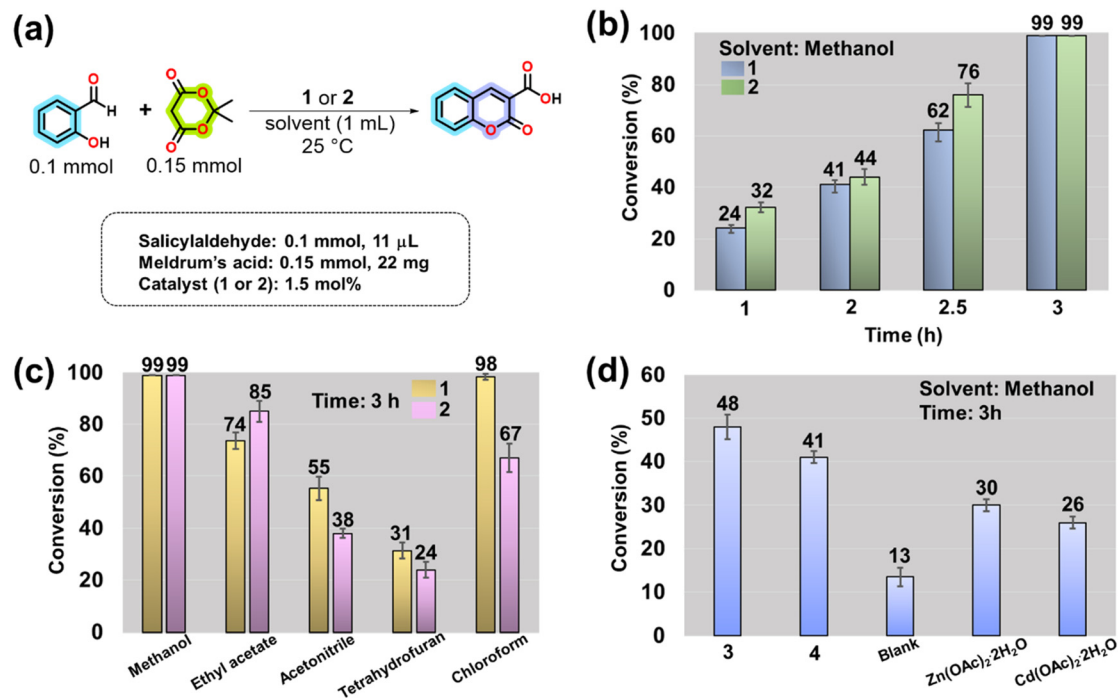 (a)
O
H
OH
0.1 mmol
+
O
O
O
O
0.15 mmol
1 or 2
solvent (1 mL)
25 °C
O
OH
O
O
Salicylaldehyde: 0.1 mmol, 11 μL
Meldrum's acid: 0.15 mmol, 22 mg
Catalyst (1 or 2): 1.5 mol%
(b)
Solvent: Methanol
1
2
Conversion (%)
100
80
60
40
20
0
24 32
41 44
62 76
99 99
1 2 2.5 3
Time (h)
(c)
Time: 3 h
1
2
Conversion (%)
100
80
60
40
20
0
99 99
74 85
55 38
31 24
98 67
Methanol
Ethyl acetate
Acetonitrile
Tetrahydrofuran
Chloroform
(d)
Solvent: Methanol
Time: 3h
Conversion (%)
60
50
40
30
20
10
0
48
41
13
30
26
3
4
Blank
Zn(OAc)₂·2H₂O
Cd(OAc)₂·2H₂O